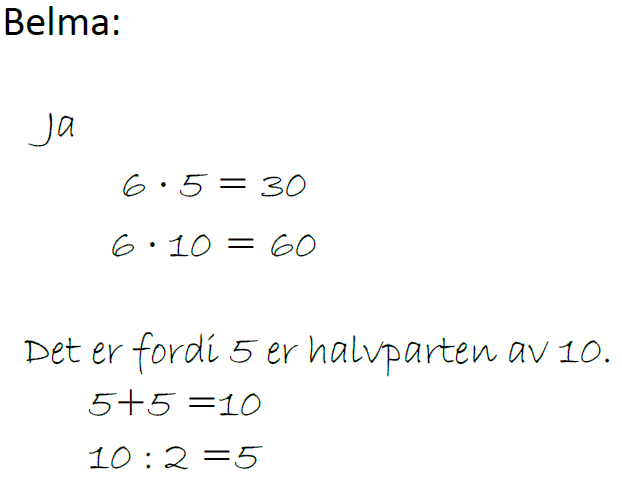 Belma:
Ja
6 · 5 = 30
6 · 10 = 60
Det er fordi 5 er halvparten av 10.
5+5 =10
10 : 2 =5